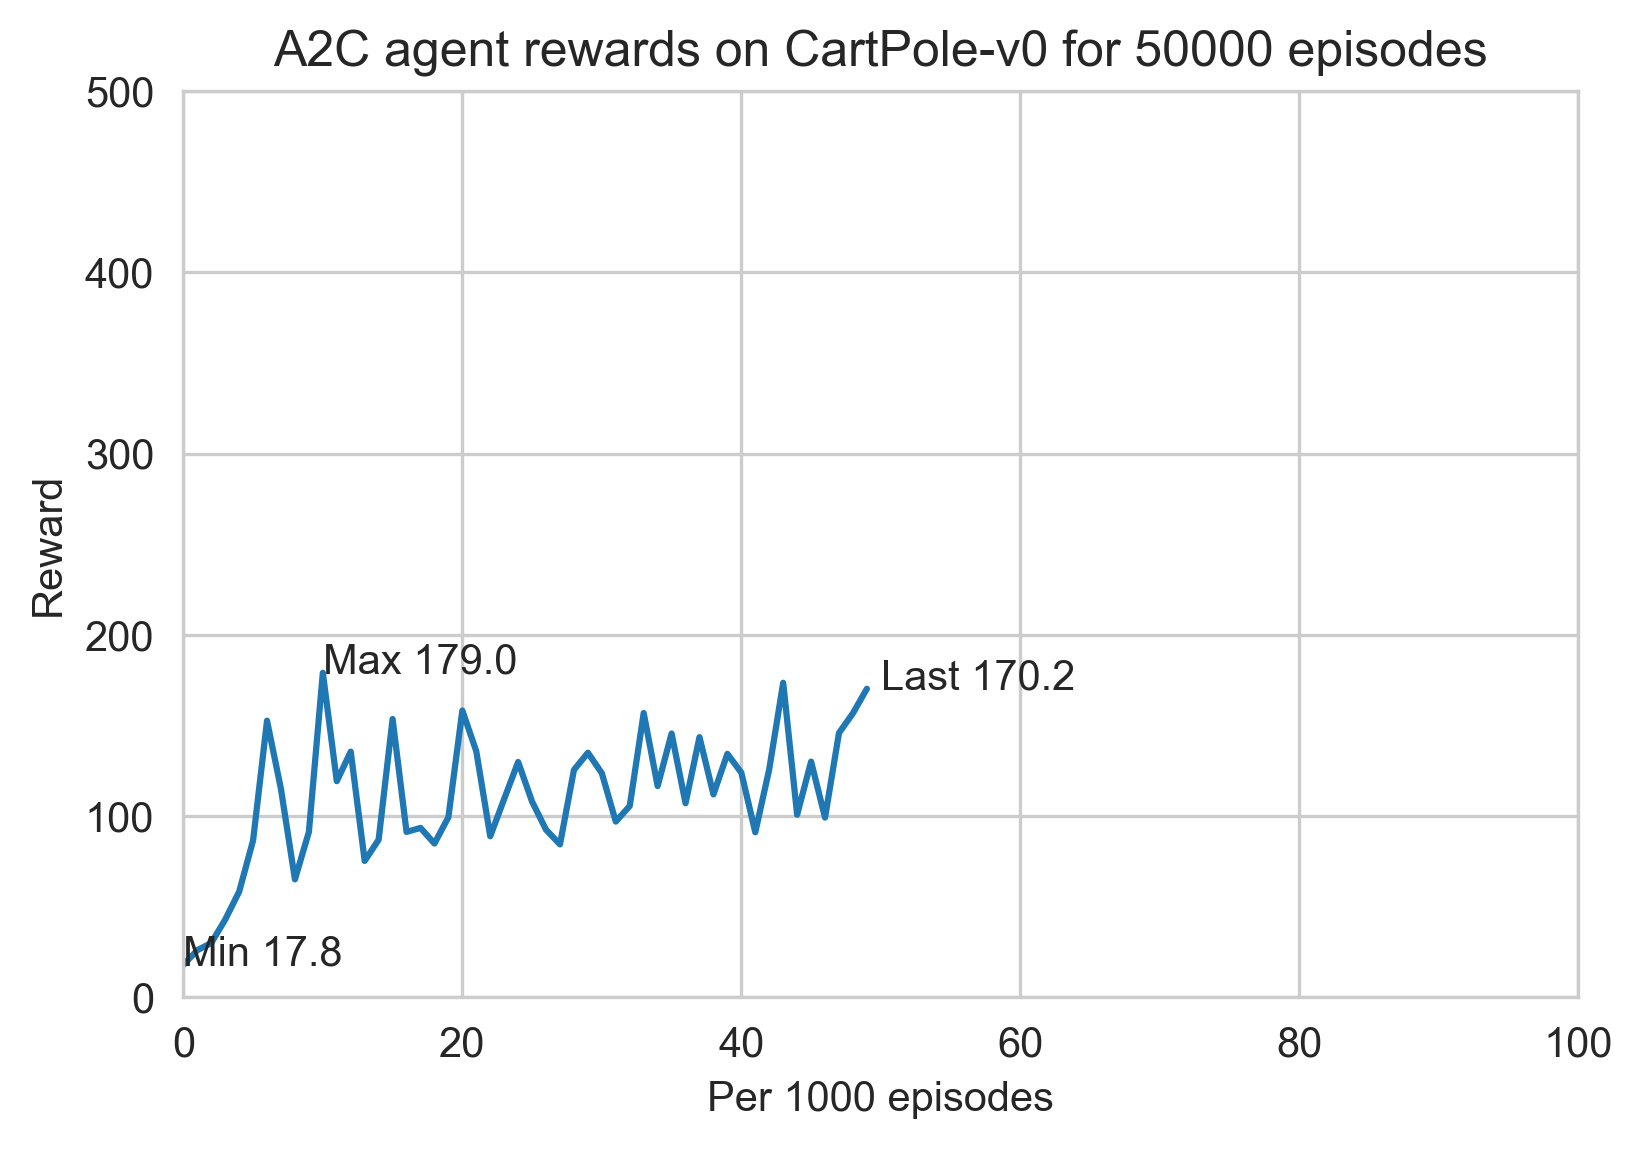 A2C agent rewards on CartPole-v0 for 50000 episodes
500
400
300
200
100
0
Reward
Max 179.0
Last 170.2
Min 17.8
0 20 40 60 80 100
Per 1000 episodes